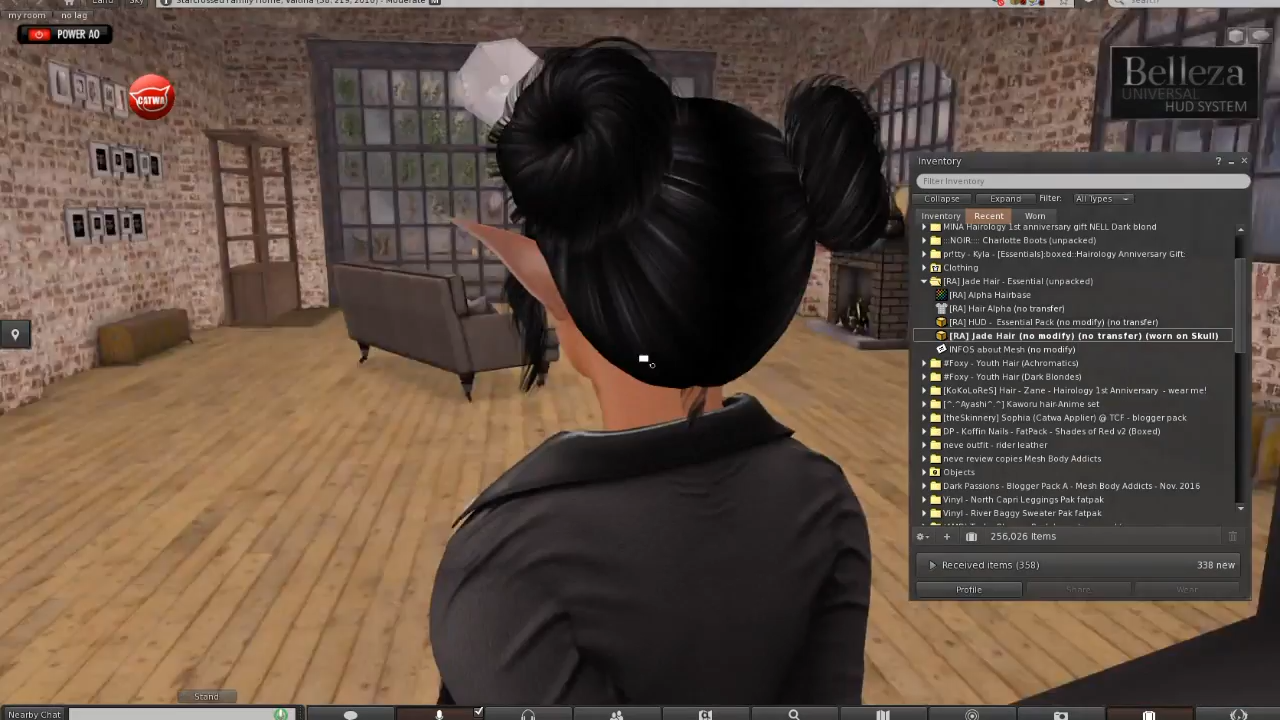 Land
Sky
Starcrossed Family Home, Valona (58, 219, 2016) - Moderate
Search
my room
no lag
POWER AO
CATWA
Belleza
UNIVERSAL
HUD SYSTEM
Inventory
? _ ×
Filter Inventory
Collapse
Expand
Filter:
All Types
Inventory
Recent
Worn
MINA Hairology 1st anniversary gift NELL Dark blond
:::NOIR::: Charlotte Boots (unpacked)
pr!tty - Kyla - [Essentials]:boxed::Hairology Anniversary Gift:
Clothing
[RA] Jade Hair - Essential (unpacked)
[RA] Alpha Hairbase
[RA] Hair Alpha (no transfer)
[RA] HUD - Essential Pack (no modify) (no transfer)
[RA] Jade Hair (no modify) (no transfer) (worn on Skull)
INFOS about Mesh (no modify)
#Foxy - Youth Hair (Achromatics)
#Foxy - Youth Hair (Dark Blondes)
[KoKoLoReS] Hair - Zane - Hairology 1st Anniversary - wear me!
[^.^Ayashi^.^] Kaworu hair-Anime set
[theSkinnery] Sophia (Catwa Applier) @ TCF - blogger pack
DP - Koffin Nails - FatPack - Shades of Red v2 (Boxed)
neve outfit - rider leather
neve review copies Mesh Body Addicts
Objects
Dark Passions - Blogger Pack A - Mesh Body Addicts - Nov. 2016
Vinyl - North Capri Leggings Pak fatpak
Vinyl - River Baggy Sweater Pak fatpak
256,026 Items
Received items (358)
338 new
Profile
Share
Wear
Stand
Nearby Chat